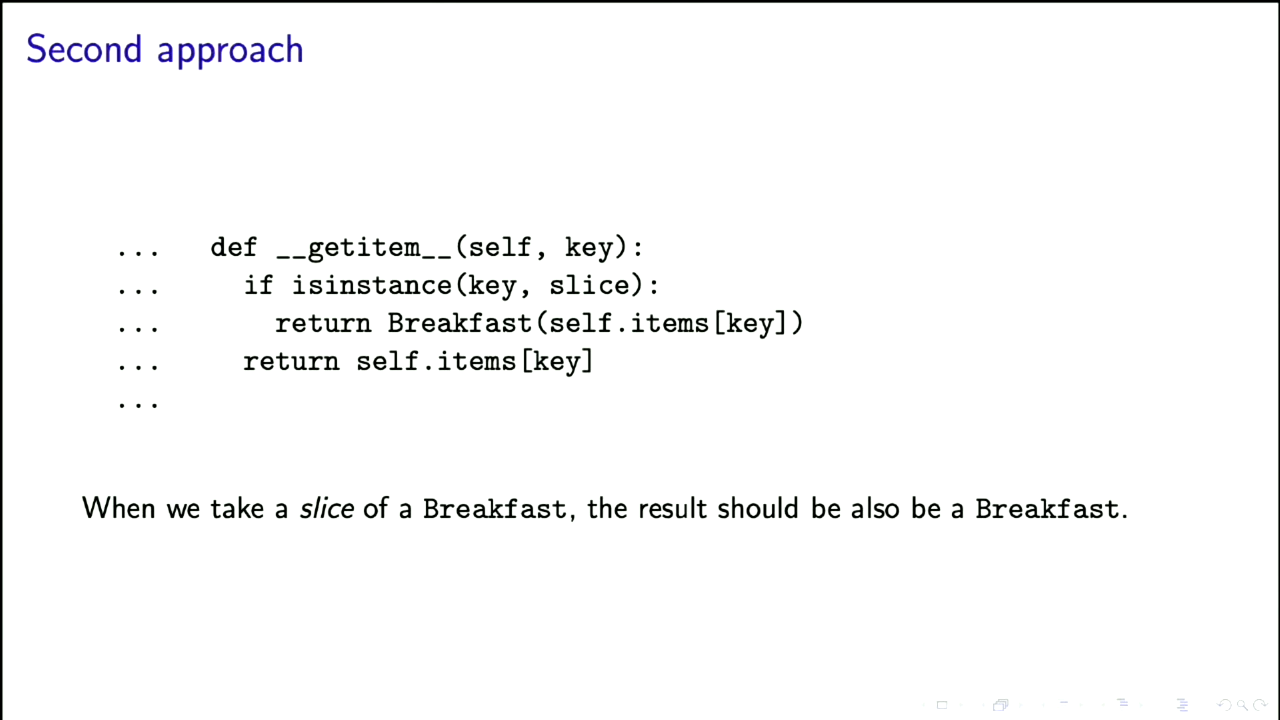 Second approach
...   def __getitem__(self, key):
...     if isinstance(key, slice):
...       return Breakfast(self.items[key])
...     return self.items[key]
...
When we take a slice of a Breakfast, the result should be also be a Breakfast.